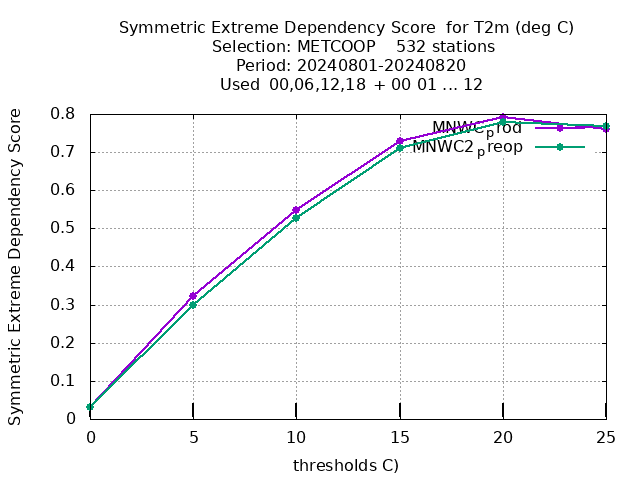 Symmetric Extreme Dependency Score for T2m (deg C)
Selection: METCOOP 532 stations
Period: 20240801-20240820
Used 00,06,12,18 + 00 01 ... 12
Symmetric Extreme Dependency Score
0.8
0.7
0.6
0.5
0.4
0.3
0.2
0.1
0
MNWC_prod
MNWC2_preop
0 5 10 15 20 25
thresholds C)